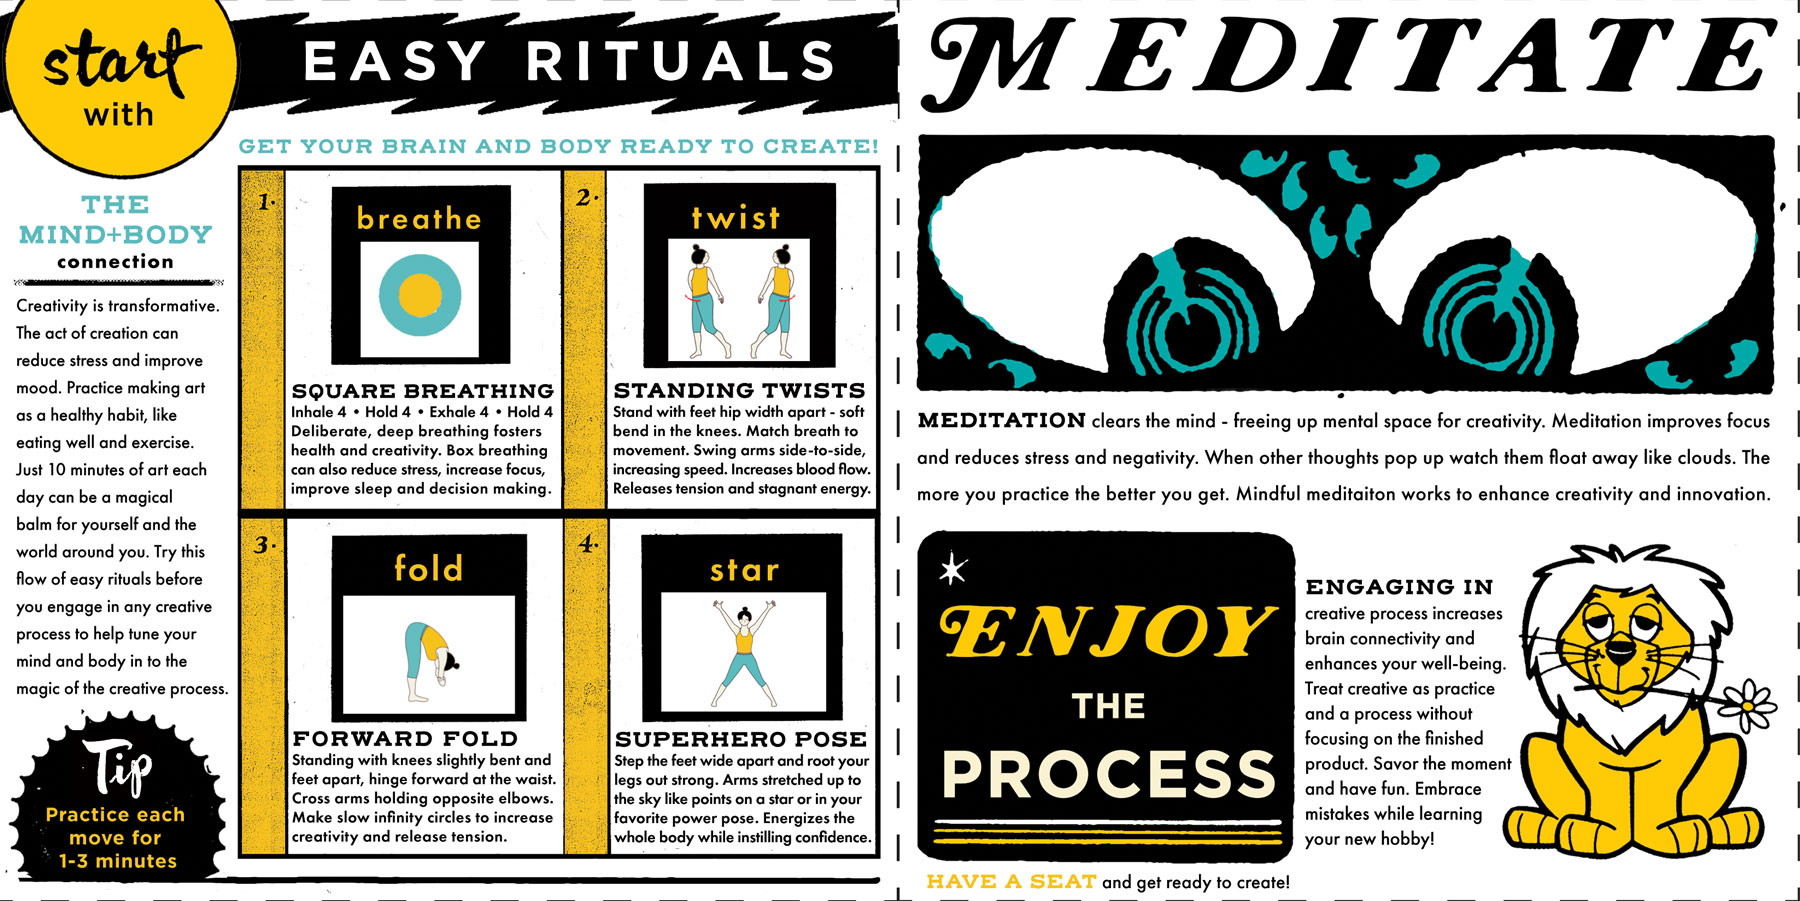 start
with
EASY RITUALS
GET YOUR BRAIN AND BODY READY TO CREATE!
THE
MIND+BODY
connection
Creativity is transformative.
The act of creation can
reduce stress and improve
mood. Practice making art
as a healthy habit, like
eating well and exercise.
Just 10 minutes of art each
day can be a magical
balm for yourself and the
world around you. Try this
flow of easy rituals before
you engage in any creative
process to help tune your
mind and body in to the
magic of the creative process.
Tip
Practice each
move for
1-3 minutes
1.
breathe
SQUARE BREATHING
Inhale 4 • Hold 4 • Exhale 4 • Hold 4
Deliberate, deep breathing fosters
health and creativity. Box breathing
can also reduce stress, increase focus,
improve sleep and decision making.
2.
twist
STANDING TWISTS
Stand with feet hip width apart - soft
bend in the knees. Match breath to
movement. Swing arms side-to-side,
increasing speed. Increases blood flow.
Releases tension and stagnant energy.
3.
fold
FORWARD FOLD
Standing with knees slightly bent and
feet apart, hinge forward at the waist.
Cross arms holding opposite elbows.
Make slow infinity circles to increase
creativity and release tension.
4.
star
SUPERHERO POSE
Step the feet wide apart and root your
legs out strong. Arms stretched up to
the sky like points on a star or in your
favorite power pose. Energizes the
whole body while instilling confidence.
MEDITATE
MEDITATION clears the mind - freeing up mental space for creativity. Meditation improves focus
and reduces stress and negativity. When other thoughts pop up watch them float away like clouds. The
more you practice the better you get. Mindful meditaiton works to enhance creativity and innovation.
ENJOY
THE
PROCESS
ENGAGING IN
creative process increases
brain connectivity and
enhances your well-being.
Treat creative as practice
and a process without
focusing on the finished
product. Savor the moment
and have fun. Embrace
mistakes while learning
your new hobby!
HAVE A SEAT and get ready to create!